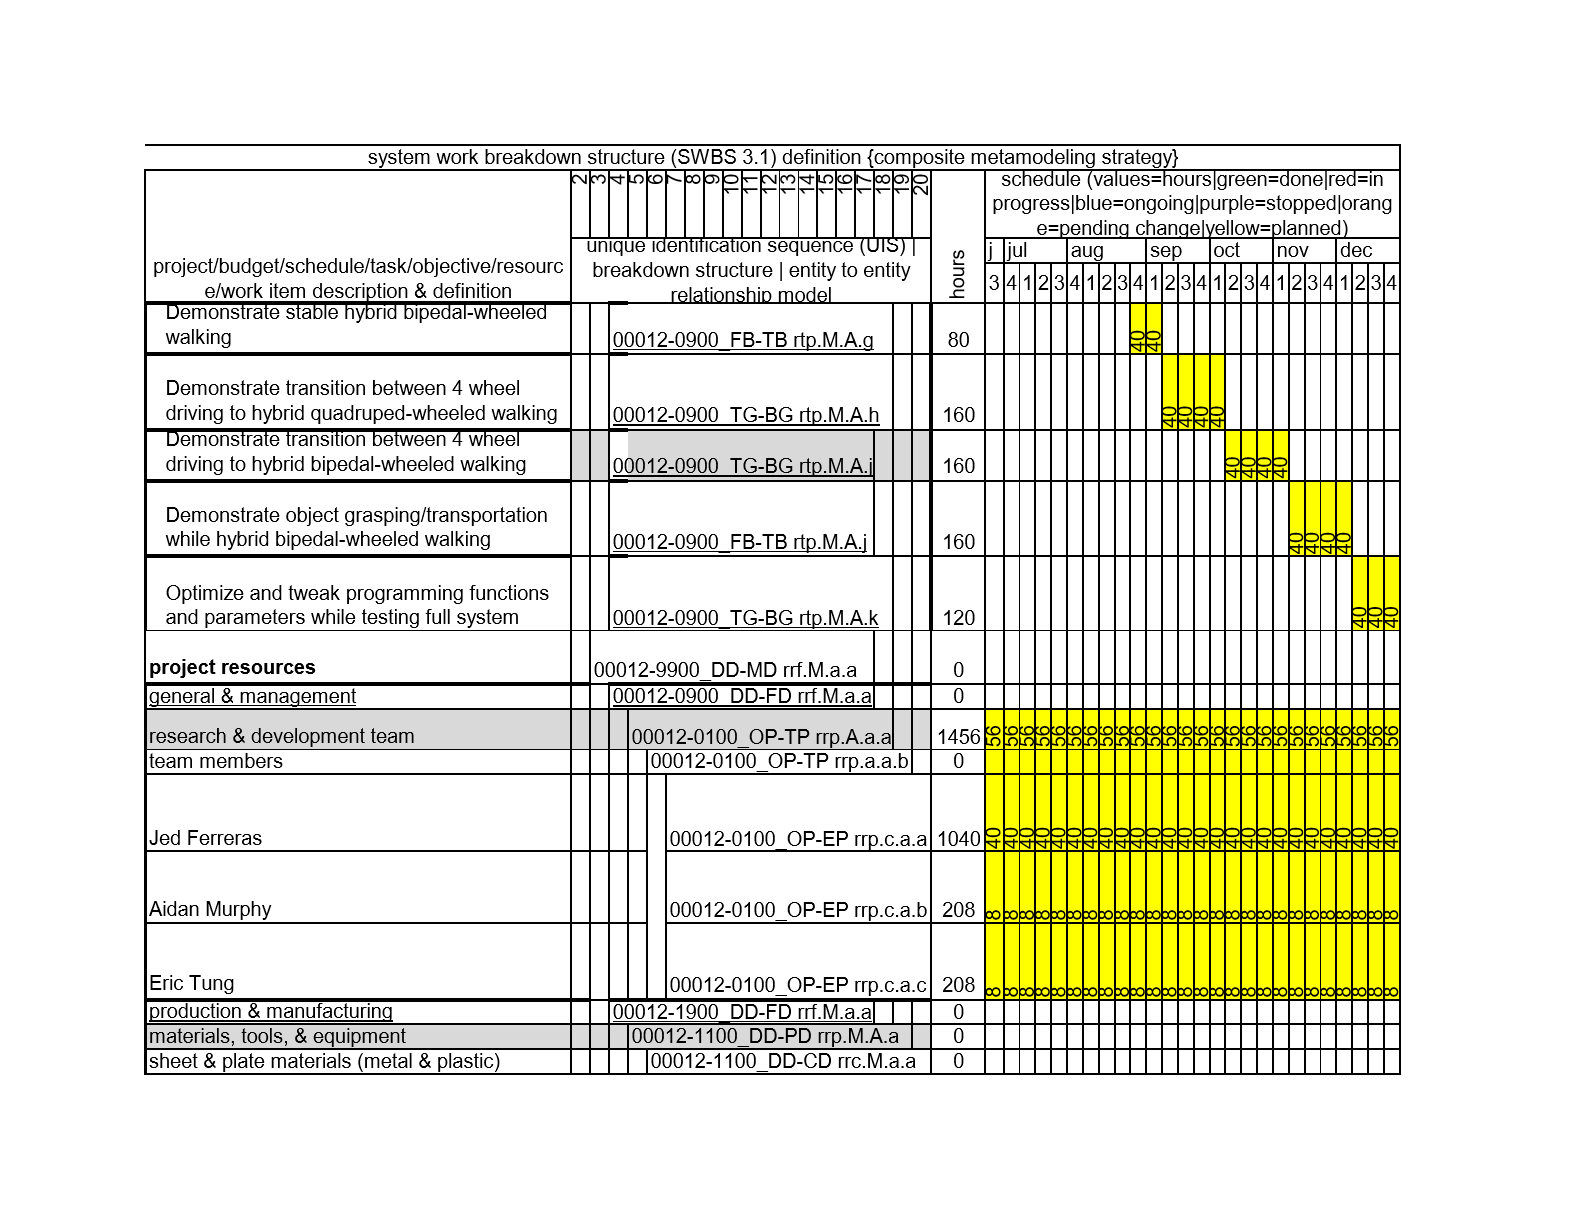 system work breakdown structure (SWBS 3.1) definition {composite metamodeling strategy}
2 3 4 5 6 7 8 9 10 11 12 13 14 15 16 17 18 19 20
schedule (values=hours|green=done|red=in
progress|blue=ongoing|purple=stopped|orang
e=pending change|yellow=planned)
project/budget/schedule/task/objective/resourc
e/work item description & definition
unique identification sequence (UIS) |
breakdown structure | entity to entity
relationship model
hours
j jul aug sep oct nov dec
3 4 1 2 3 4 1 2 3 4 1 2 3 4 1 2 3 4 1 2 3 4 1 2 3 4
Demonstrate stable hybrid bipedal-wheeled
walking 00012-0900_FB-TB rtp.M.A.g 80 40 40
Demonstrate transition between 4 wheel
driving to hybrid quadruped-wheeled walking 00012-0900_TG-BG rtp.M.A.h 160 40 40 40 40
Demonstrate transition between 4 wheel
driving to hybrid bipedal-wheeled walking 00012-0900_TG-BG rtp.M.A.j 160 40 40 40 40
Demonstrate object grasping/transportation
while hybrid bipedal-wheeled walking 00012-0900_FB-TB rtp.M.A.j 160 40 40 40 40
Optimize and tweak programming functions
and parameters while testing full system 00012-0900_TG-BG rtp.M.A.k 120 40 40 40
project resources 00012-9900_DD-MD rrf.M.a.a 0
general & management 00012-0900_DD-FD rrf.M.a.a 0
research & development team 00012-0100_OP-TP rrp.A.a.a 1456 56 56 56 56 56 56 56 56 56 56 56 56 56 56 56 56 56 56 56 56 56 56 56 56 56 56
team members 00012-0100_OP-TP rrp.a.a.b 0
Jed Ferreras 00012-0100_OP-EP rrp.c.a.a 1040 40 40 40 40 40 40 40 40 40 40 40 40 40 40 40 40 40 40 40 40 40 40 40 40 40 40
Aidan Murphy 00012-0100_OP-EP rrp.c.a.b 208 8 8 8 8 8 8 8 8 8 8 8 8 8 8 8 8 8 8 8 8 8 8 8 8 8 8
Eric Tung 00012-0100_OP-EP rrp.c.a.c 208 8 8 8 8 8 8 8 8 8 8 8 8 8 8 8 8 8 8 8 8 8 8 8 8 8 8
production & manufacturing 00012-1900_DD-FD rrf.M.a.a 0
materials, tools, & equipment 00012-1100_DD-PD rrp.M.A.a 0
sheet & plate materials (metal & plastic) 00012-1100_DD-CD rrc.M.a.a 0